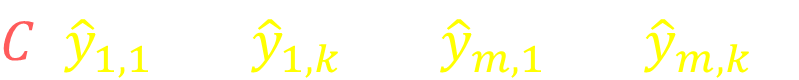 C ŷ₁,₁ ŷ₁,ₖ ŷₘ,₁ ŷₘ,ₖ